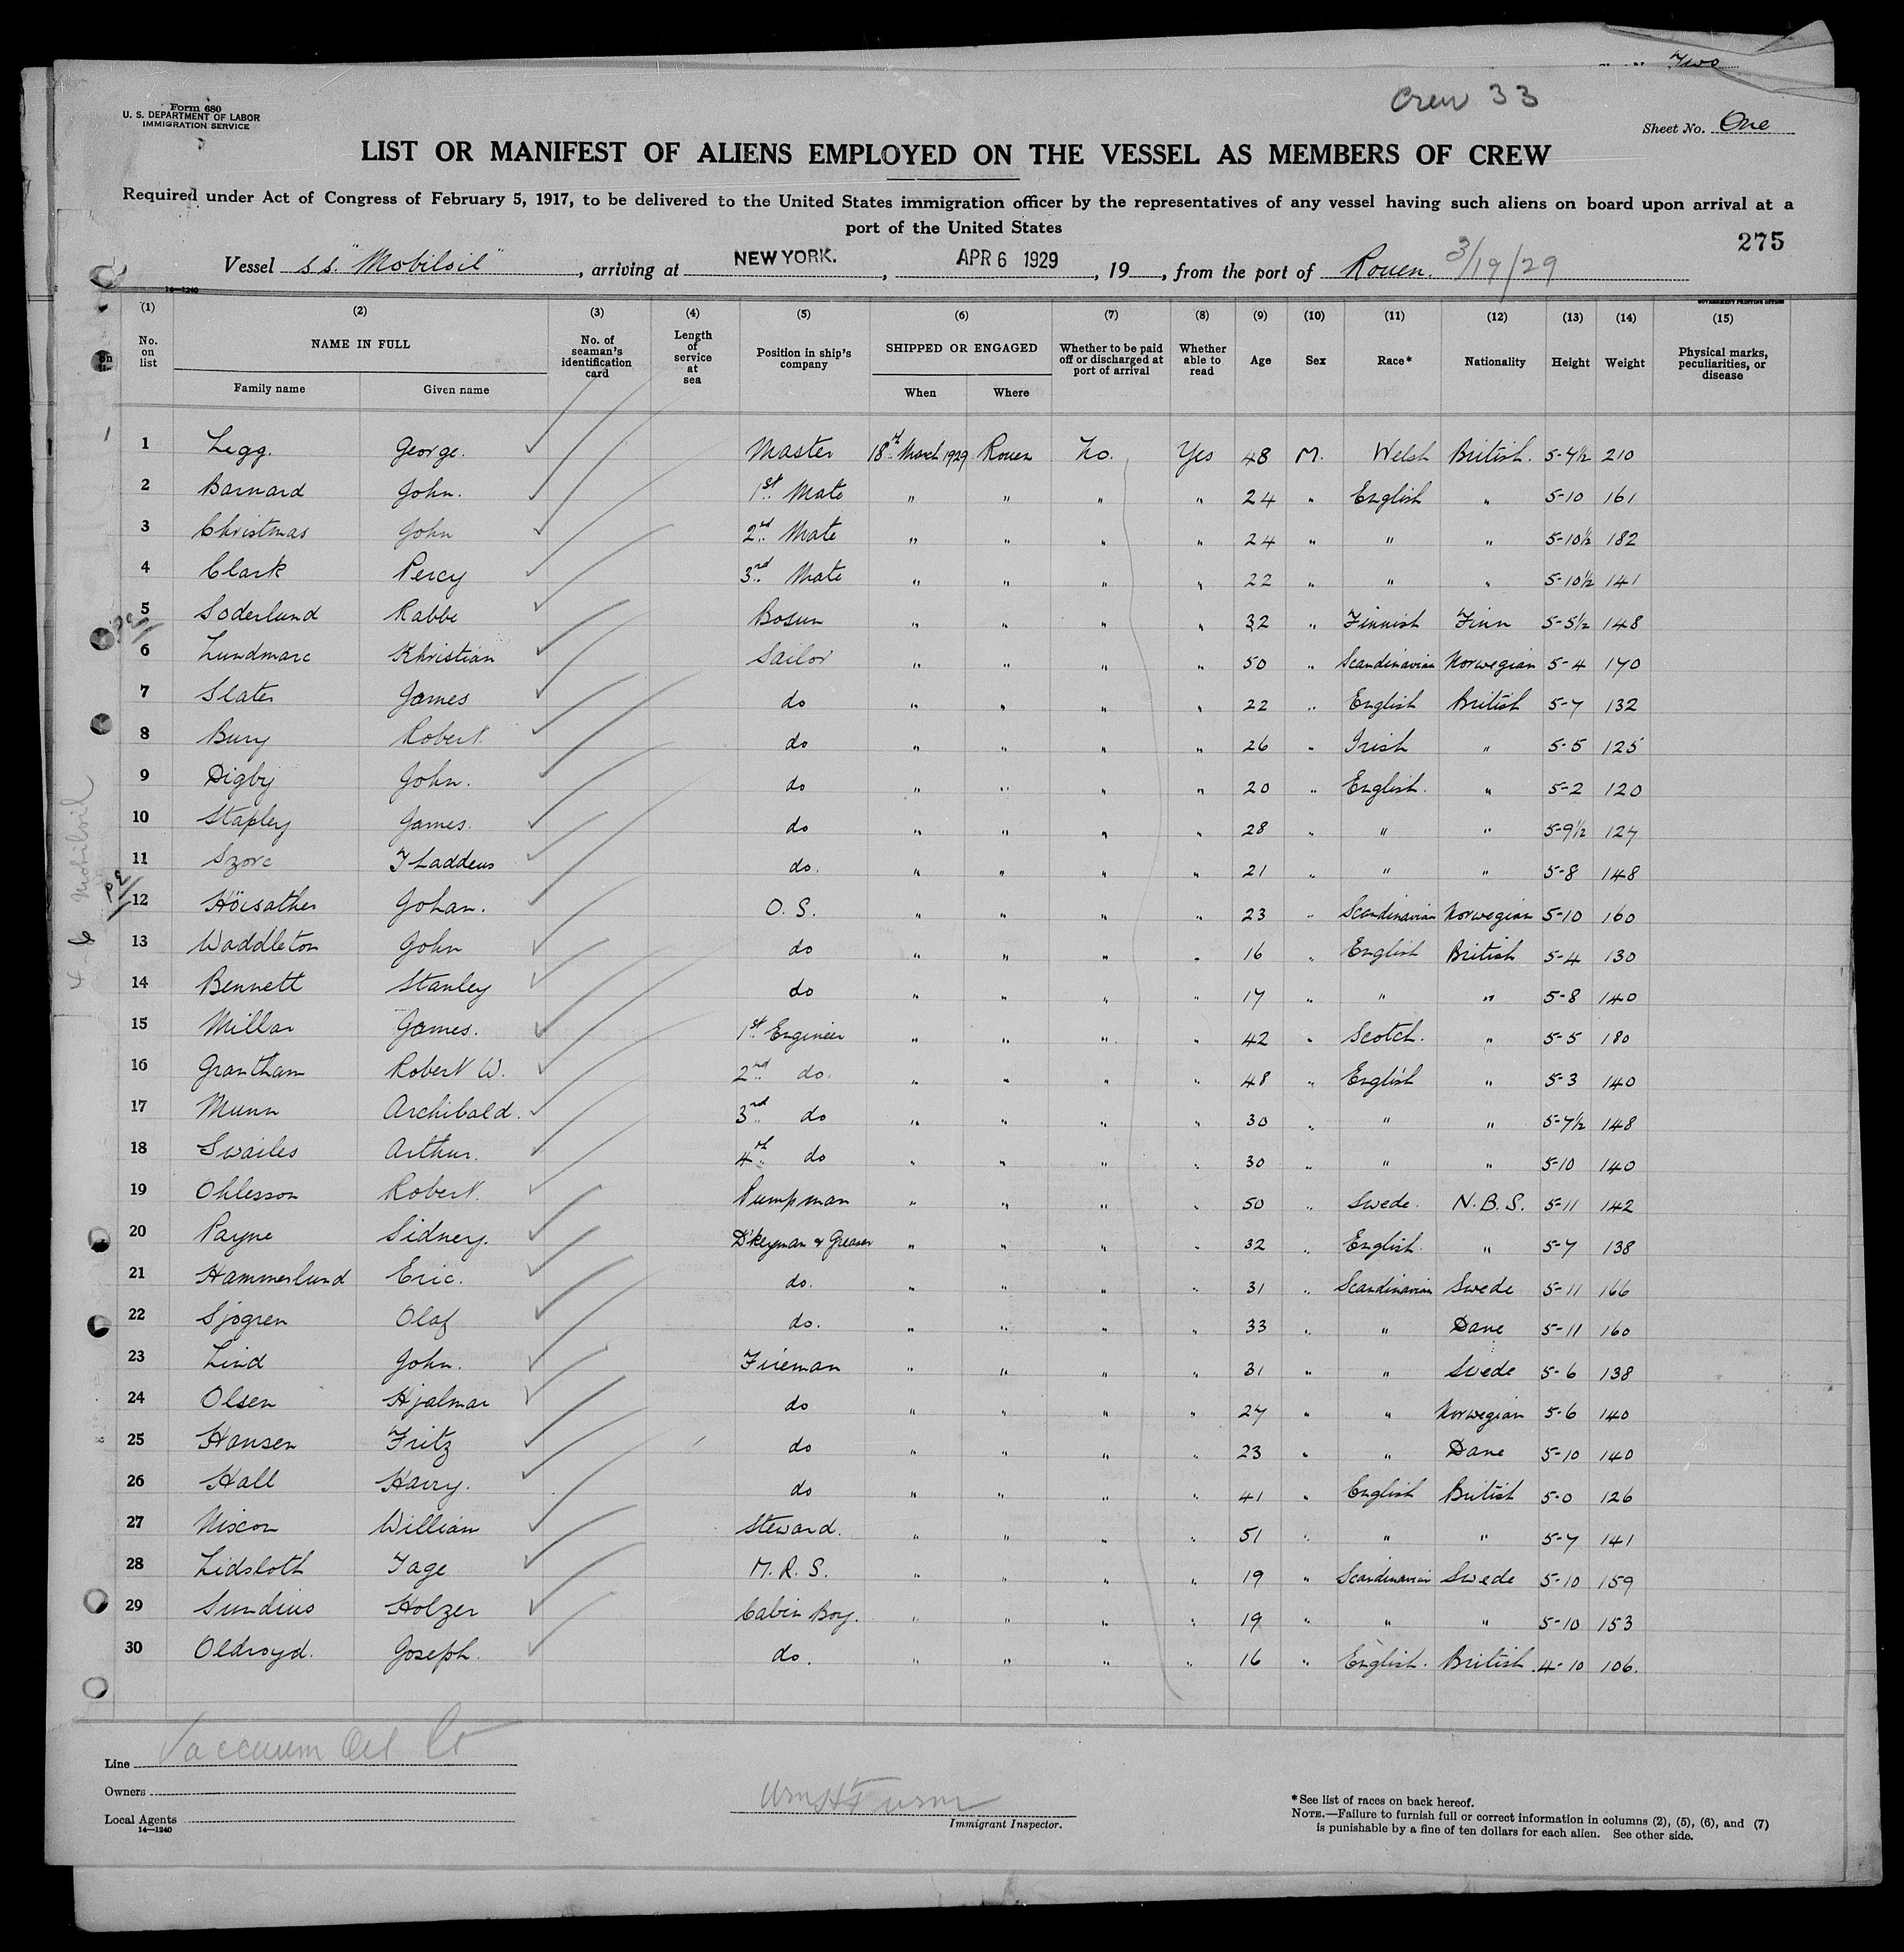 Two
Crew 33
Form 680
U. S. DEPARTMENT OF LABOR
IMMIGRATION SERVICE
Sheet No. One
LIST OR MANIFEST OF ALIENS EMPLOYED ON THE VESSEL AS MEMBERS OF CREW
Required under Act of Congress of February 5, 1917, to be delivered to the United States immigration officer by the representatives of any vessel having such aliens on board upon arrival at a
port of the United States
275
Vessel s.s. "Mobiloil", arriving at NEW YORK., APR 6 1929, 19, from the port of Rouen. 3/19/29
14—1240
GOVERNMENT PRINTING OFFICE
(1) (2) (3) (4) (5) (6) (7) (8) (9) (10) (11) (12) (13) (14) (15)
No. on list NAME IN FULL No. of seaman's identification card Length of service at sea Position in ship's company SHIPPED OR ENGAGED Whether to be paid off or discharged at port of arrival Whether able to read Age Sex Race* Nationality Height Weight Physical marks, peculiarities, or disease
Family name Given name When Where
1 Legg. George. Master 18th March 1929 Rouen No. Yes 48 M. Welsh British. 5-4½ 210
2 Barnard John. 1st Mate " " " " 24 " English " 5-10 161
3 Christmas John 2nd Mate " " " " 24 " " " 5-10½ 182
4 Clark Percy 3rd Mate " " " " 22 " " " 5-10½ 141
5 Soderlund Rabbe Bosun " " " " 32 " Finnish Finn 5-5½ 148
6 Lundmarc Khristian Sailor " " " " 50 " Scandinavian Norwegian 5-4 170
7 Slater James do " " " " 22 " English British 5-7 132
8 Bury Robert. do " " " " 26 " Irish " 5-5 125
9 Digby John. do " " " " 20 " English. " 5-2 120
10 Stapley James. do " " " " 28 " " " 5-9½ 127
11 Szorc Thaddeus do. " " " " 21 " " " 5-8 148
12 Höisather Johan. O. S. " " " " 23 " Scandinavian Norwegian 5-10 160
13 Waddleton John do " " " " 16 " English British 5-4 130
14 Bennett Stanley do " " " " 17 " " " 5-8 140
15 Millar James. 1st Engineer " " " " 42 " Scotch. " 5-5 180
16 Grantham Robert W. 2nd do. " " " " 48 " English " 5-3 140
17 Munn Archibald. 3rd do " " " " 30 " " " 5-7½ 148
18 Swailes Arthur. 4th do " " " " 30 " " " 5-10 140
19 Ohlesson Robert. Pumpman " " " " 50 " Swede. N.B.S. 5-11 142
20 Payne Sidney. D'keyman & Greaser " " " " 32 " English. " 5-7 138
21 Hammerlund Eric. do. " " " " 31 " Scandinavian Swede 5-11 166
22 Sjogren Olaf do. " " " " 33 " " Dane 5-11 160
23 Lind John. Fireman " " " " 31 " " Swede 5-6 138
24 Olsen Hjalmar do " " " " 27 " " Norwegian 5-6 140
25 Hansen Fritz do " " " " 23 " " Dane 5-10 140
26 Hall Harry. do " " " " 41 " English British 5-0 126
27 Nixon William Steward. " " " " 51 " " " 5-7 141
28 Lidsloth Tage M. R. S. " " " " 19 " Scandinavian Swede 5-10 159
29 Sundius Holzer Cabin Boy. " " " " 19 " " " 5-10 153
30 Oldroyd. Joseph. do. " " " " 16 " English. British. 4-10 106.
4-6 Mobiloil
Line Vaccuum Oil Co
Owners
Local Agents
14—1240
Immigrant Inspector.
*See list of races on back hereof.
NOTE.—Failure to furnish full or correct information in columns (2), (5), (6), and (7)
is punishable by a fine of ten dollars for each alien. See other side.